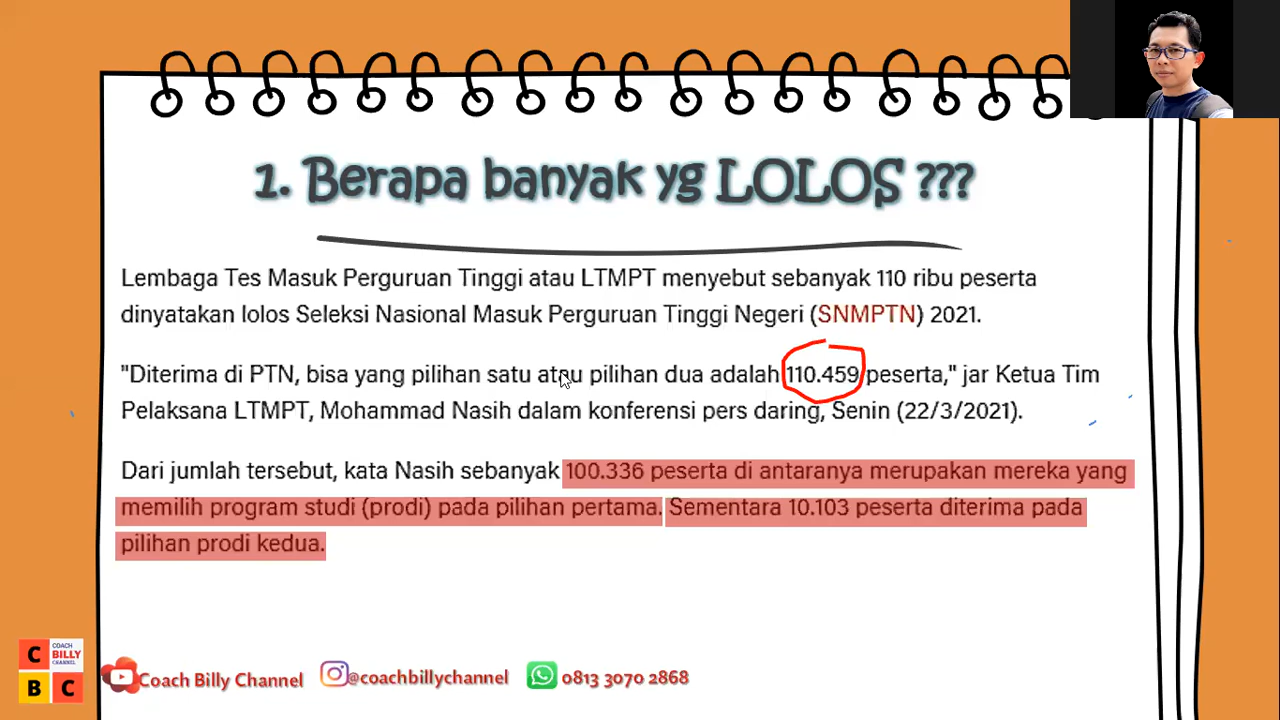 1. Berapa banyak yg LOLOS ???
Lembaga Tes Masuk Perguruan Tinggi atau LTMPT menyebut sebanyak 110 ribu peserta
dinyatakan lolos Seleksi Nasional Masuk Perguruan Tinggi Negeri (SNMPTN) 2021.
"Diterima di PTN, bisa yang pilihan satu atau pilihan dua adalah 110.459 peserta," jar Ketua Tim
Pelaksana LTMPT, Mohammad Nasih dalam konferensi pers daring, Senin (22/3/2021).
Dari jumlah tersebut, kata Nasih sebanyak 100.336 peserta di antaranya merupakan mereka yang
memilih program studi (prodi) pada pilihan pertama. Sementara 10.103 peserta diterima pada
pilihan prodi kedua.
C COACH BILLY CHANNEL
B C
Coach Billy Channel @coachbillychannel 0813 3070 2868